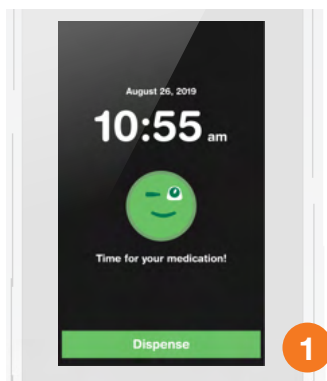 August 26, 2019
10:55 am
Time for your medication!
Dispense
1